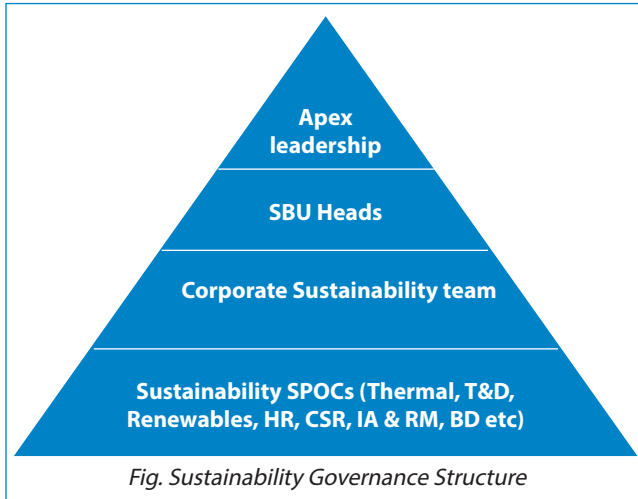 Apex
leadership
SBU Heads
Corporate Sustainability team
Sustainability SPOCs (Thermal, T&D,
Renewables, HR, CSR, IA & RM, BD etc)
Fig. Sustainability Governance Structure